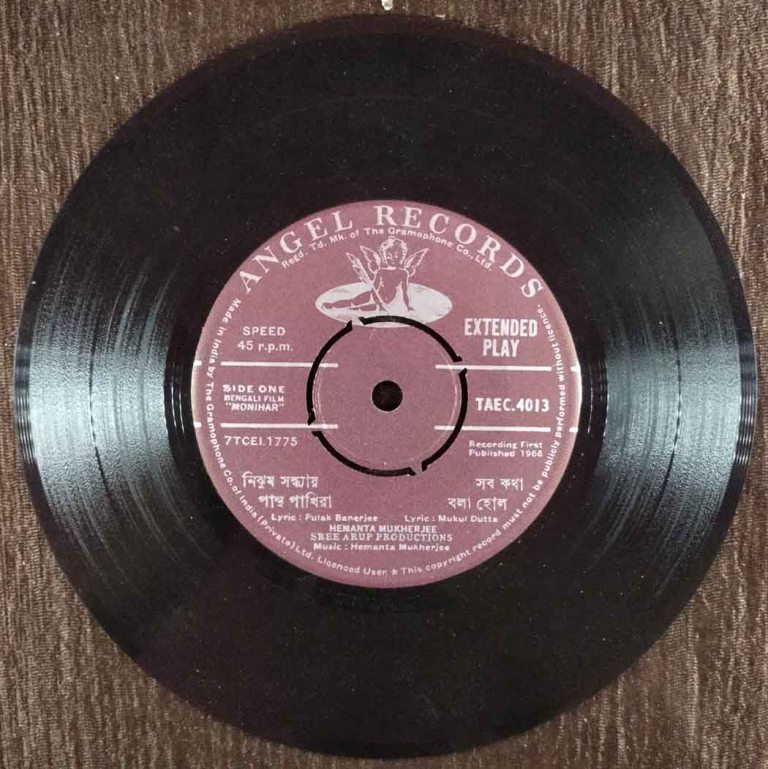 ANGEL RECORDS
Regd. Td. Mk. of The Gramophone Co., Ltd.
SPEED
45 r.p.m.
EXTENDED
PLAY
SIDE ONE
BENGALI FILM
"MONIHAR"
TAEC.4013
7TCEI.1775
Recording First
Published 1966
নিঝুম সন্ধ্যায়
পান্থ পাখিরা
সব কথা
বলা হোল
Lyric : Pulak Banerjee
Lyric : Mukul Dutta
HEMANTA MUKHERJEE
SREE ARUP PRODUCTIONS
Music : Hemanta Mukherjee
Made in India by The Gramophone Co. of India (Private) Ltd. Licenced User. ★ This copyright record must not be publicly performed without licence.